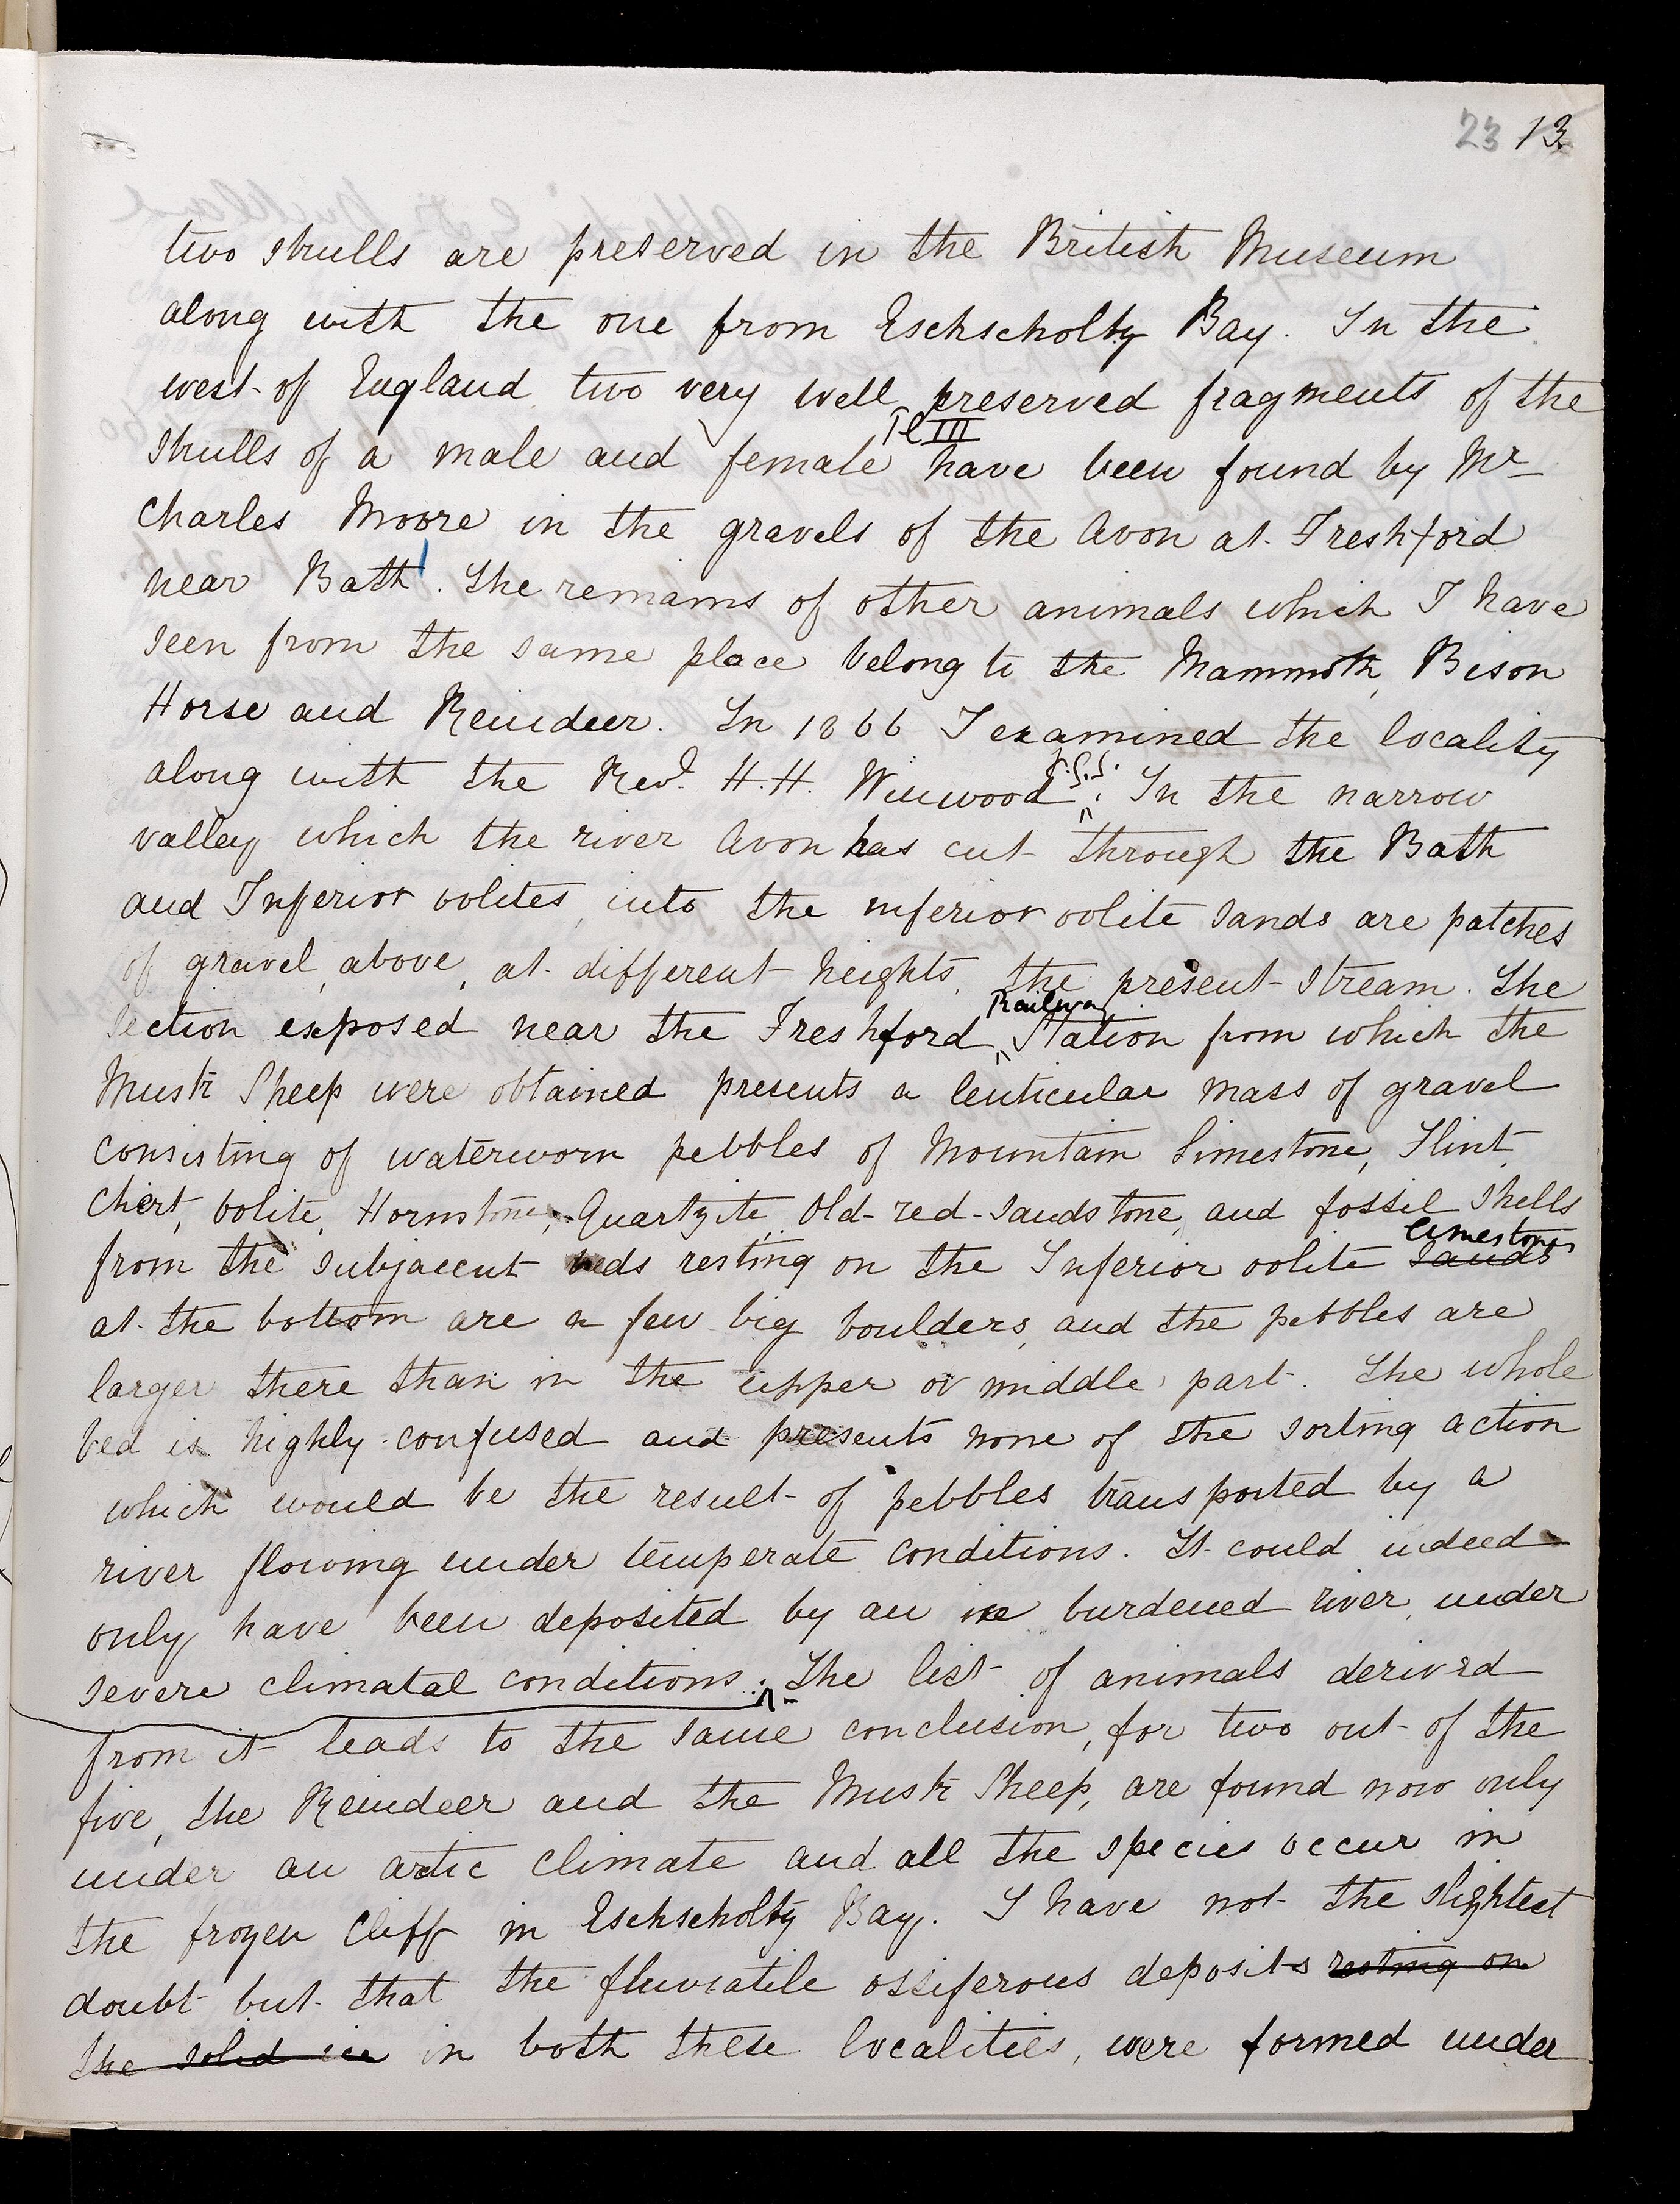 23 13.
two skulls are preserved in the British Museum
along with the one from Eschscholtz Bay. In the
west of England two very well preserved fragments of the
Pl III
skulls of a male and female have been found by Mr
Charles Moore in the gravels of the Avon at Freshford
near Bath. The remains of other animals which I have
seen from the same place belong to the Mammoth, Bison
Horse and Reindeer. In 1866 I examined the locality
F.G.S.
along with the Revd. H.H. Winwood. In the narrow
valley which the river Avon has cut through the Bath
and Inferior oolites, into the inferior oolite sands are patches
of gravel, above, at different heights, the present stream. The
Railway
section exposed near the Freshford Station from which the
Musk Sheep were obtained presents a lenticular mass of gravel
consisting of waterworn pebbles of Mountain Limestone, Flint,
Chert, oolite, Hornstone, Quartzite, Old-red-sandstone, and fossil shells
limestones
from the subjacent beds resting on the Inferior oolite sands
at the bottom are a few big boulders, and the pebbles are
larger there than in the upper or middle part. The whole
bed is highly confused and presents none of the sorting action
which would be the result of pebbles transported by a
river flowing under temperate conditions. It could indeed
only have been deposited by an ice burdened river, under
severe climatal conditions. The list of animals derived
from it leads to the same conclusion, for two out of the
five, the Reindeer and the Musk Sheep, are found now only
under an artic climate and all the species occur in
the frozen cliff in Eschscholtz Bay. I have not the slightest
doubt but that the fluviatile ossiferous deposits resting on
the solid ice in both these localities, were formed under